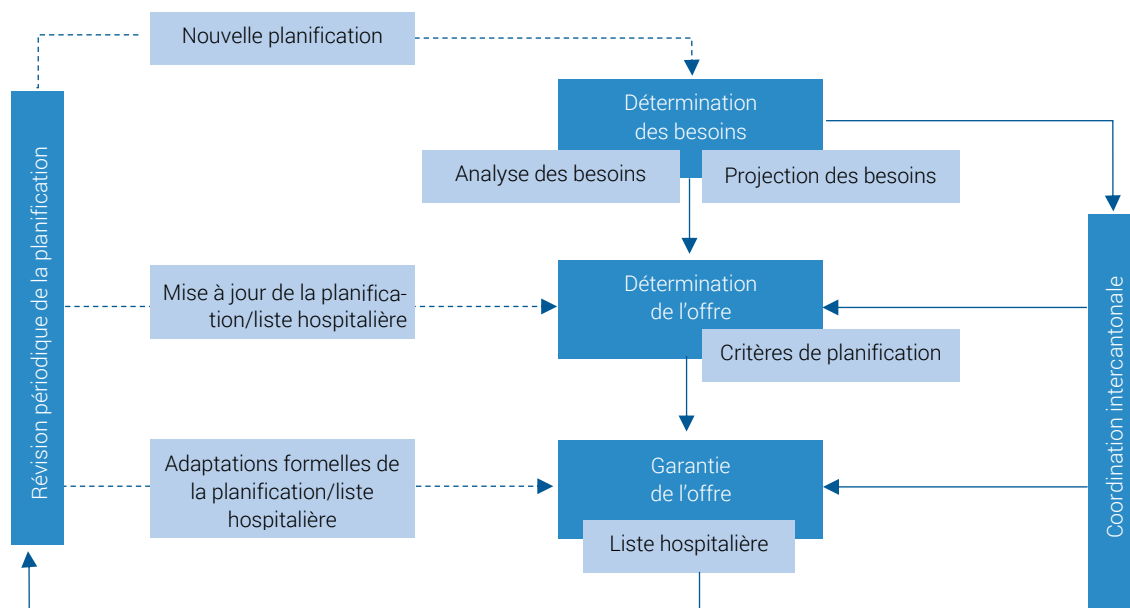 Nouvelle planification
Détermination
des besoins
Analyse des besoins
Projection des besoins
Révision périodique de la planification
Mise à jour de la planifica-
tion/liste hospitalière
Détermination
de l'offre
Critères de planification
Coordination intercantonale
Adaptations formelles de
la planification/liste
hospitalière
Garantie
de l'offre
Liste hospitalière